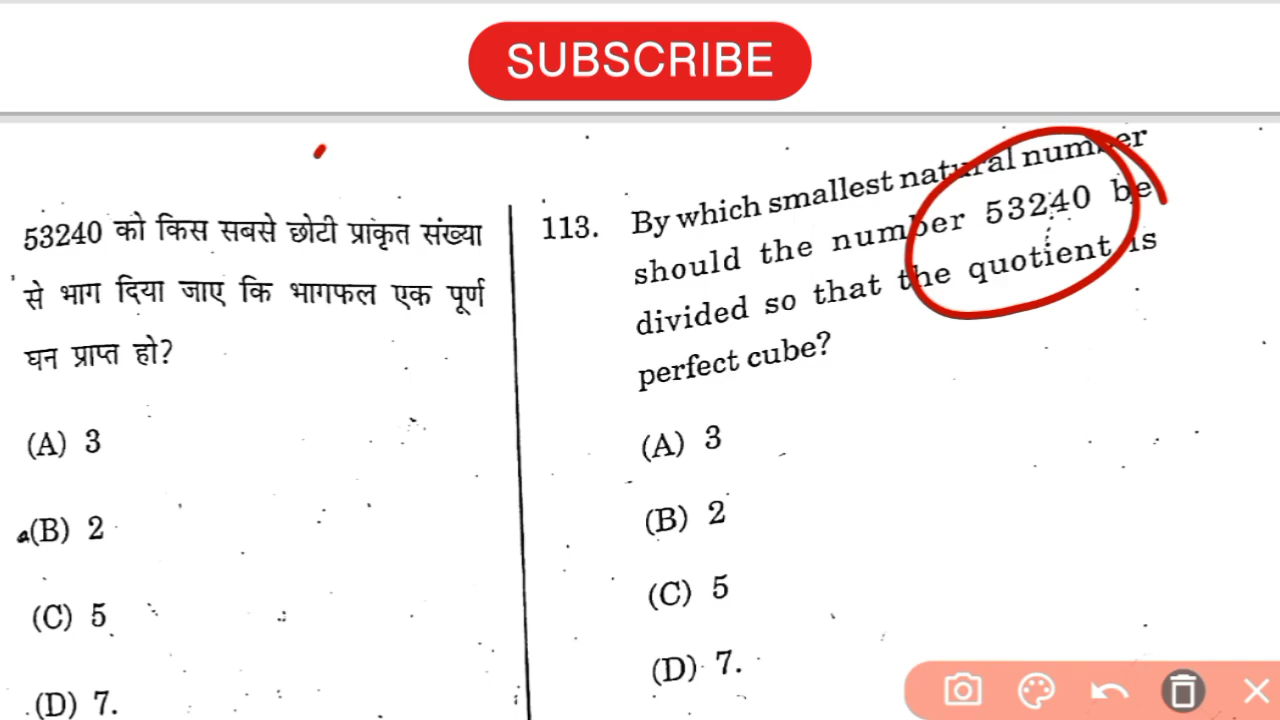 SUBSCRIBE
53240 को किस सबसे छोटी प्राकृत संख्या
से भाग दिया जाए कि भागफल एक पूर्ण
घन प्राप्त हो?
(A) 3
(B) 2
(C) 5
(D) 7.
113. By which smallest natural number
should the number 53240 be
divided so that the quotient is
perfect cube?
(A) 3
(B) 2
(C) 5
(D) 7.